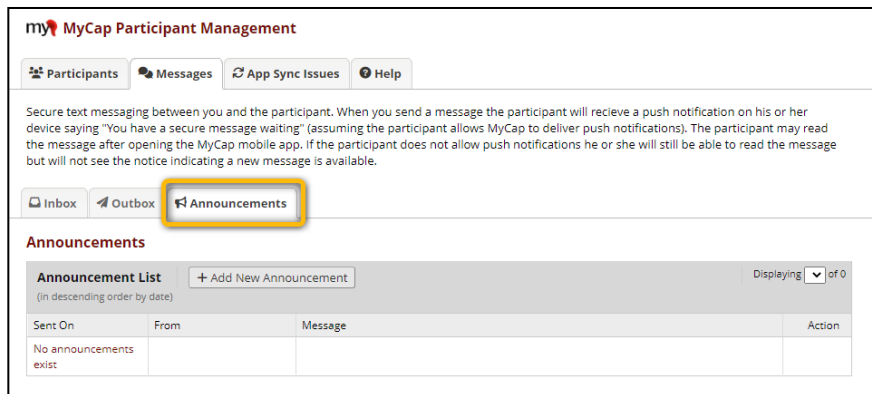 my MyCap Participant Management
Participants Messages App Sync Issues Help
Secure text messaging between you and the participant. When you send a message the participant will recieve a push notification on his or her
device saying "You have a secure message waiting" (assuming the participant allows MyCap to deliver push notifications). The participant may read
the message after opening the MyCap mobile app. If the participant does not allow push notifications he or she will still be able to read the message
but will not see the notice indicating a new message is available.
Inbox Outbox Announcements
Announcements
Announcement List + Add New Announcement Displaying of 0
(in descending order by date)
Sent On From Message Action
No announcements
exist